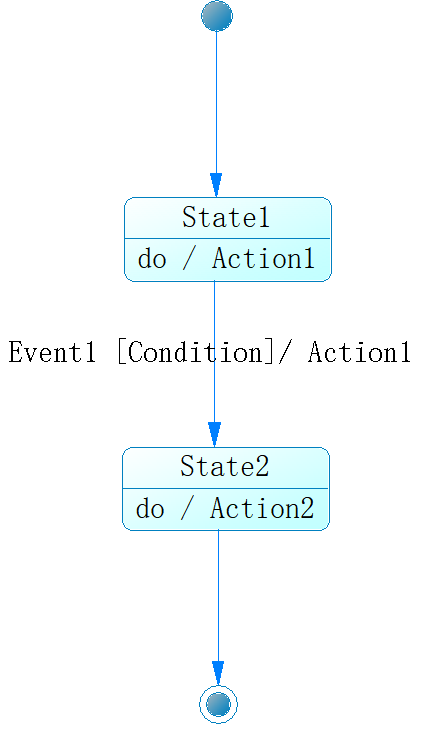 State1
do / Action1
Event1 [Condition]/ Action1
State2
do / Action2